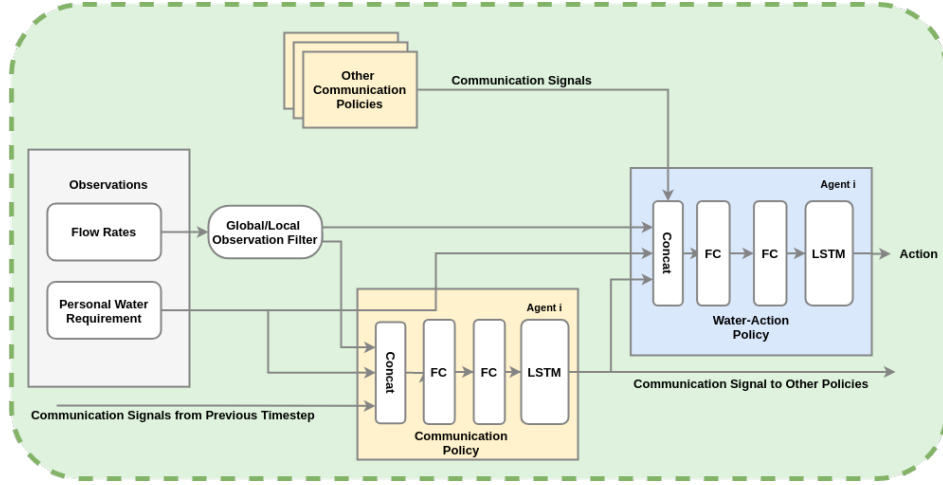 Other
Communication
Policies
Communication Signals
Observations
Flow Rates
Global/Local
Observation Filter
Personal Water
Requirement
Communication Signals from Previous Timestep
Agent i
Concat
FC
FC
LSTM
Communication
Policy
Agent i
Concat
FC
FC
LSTM
Water-Action
Policy
Action
Communication Signal to Other Policies